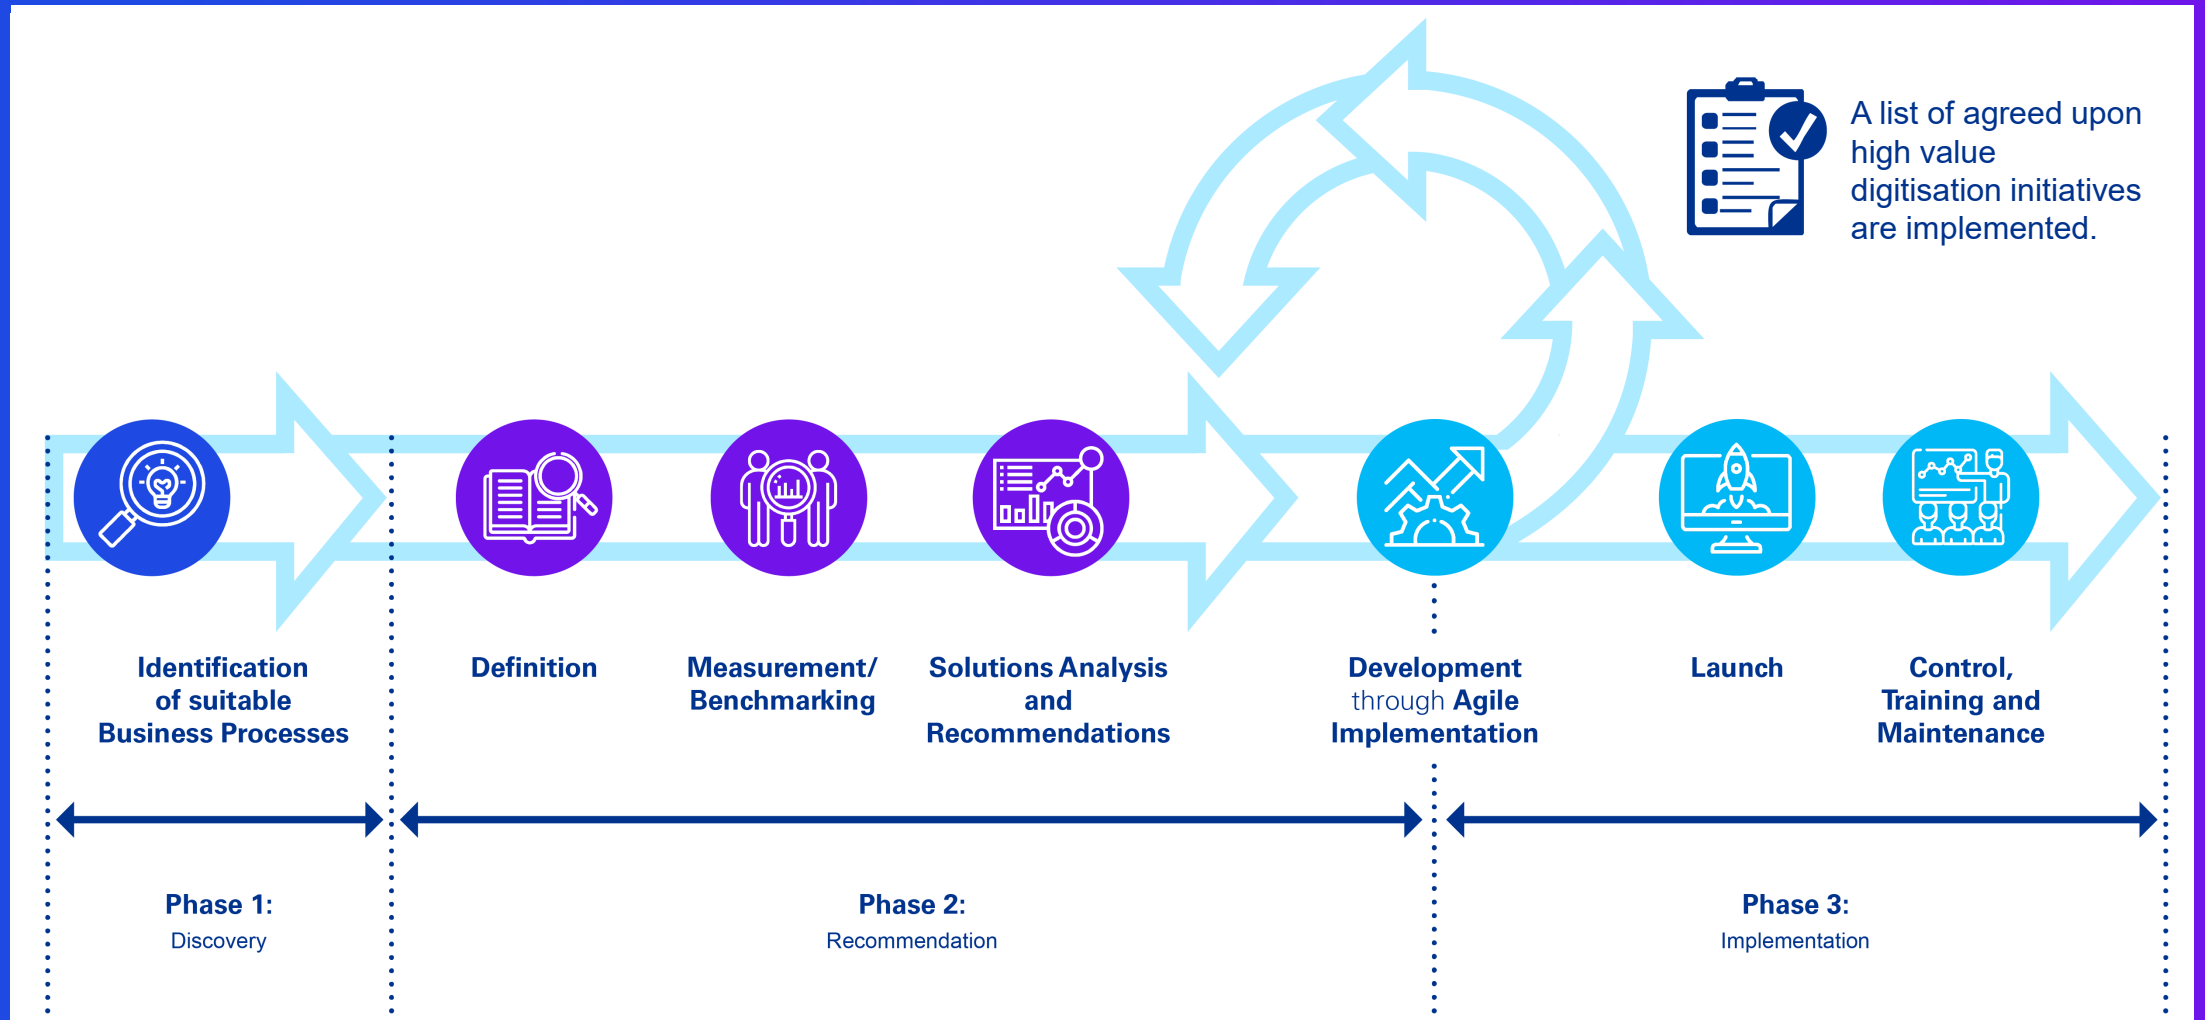 A list of agreed upon
high value
digitisation initiatives
are implemented.
Identification
of suitable
Business Processes
Definition
Measurement/
Benchmarking
Solutions Analysis
and
Recommendations
Development
through Agile
Implementation
Launch
Control,
Training and
Maintenance
Phase 1:
Discovery
Phase 2:
Recommendation
Phase 3:
Implementation